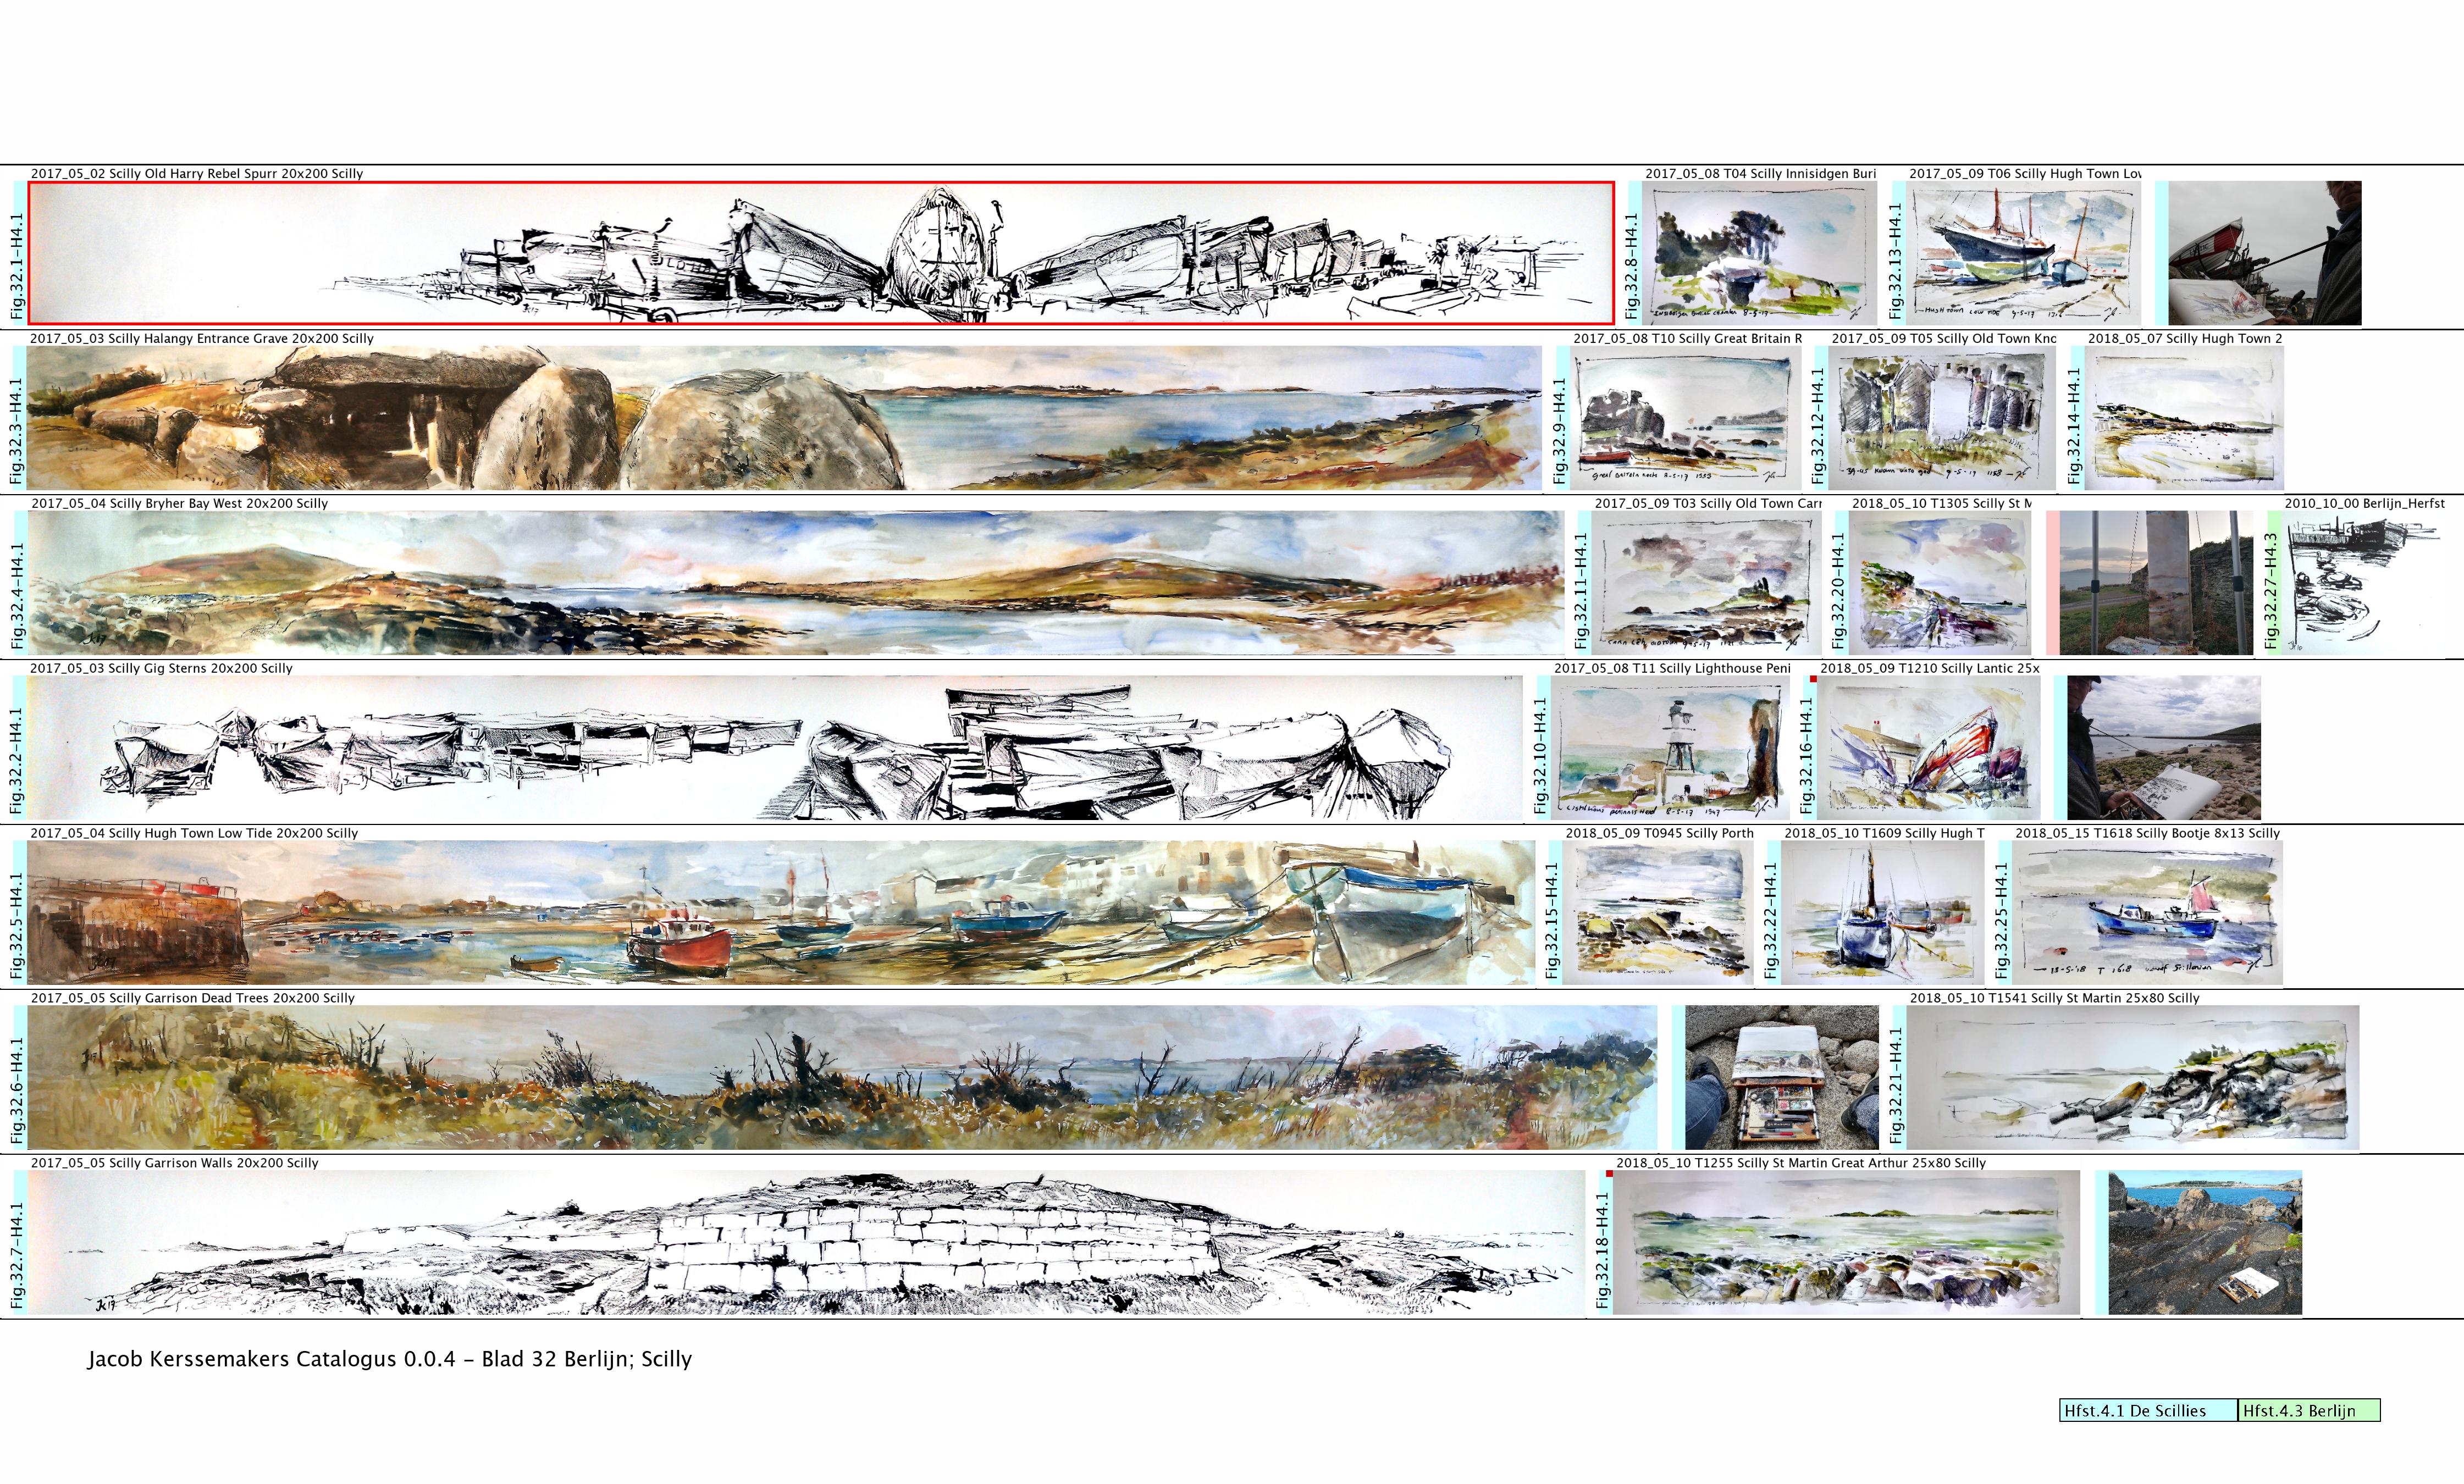 2017_05_02 Scilly Old Harry Rebel Spurr 20x200 Scilly
2017_05_08 T04 Scilly Innisidgen Buri
2017_05_09 T06 Scilly Hugh Town Lov
Fig.32.1-H4.1
Fig.32.8-H4.1
Fig.32.13-H4.1
2017_05_03 Scilly Halangy Entrance Grave 20x200 Scilly
2017_05_08 T10 Scilly Great Britain R
2017_05_09 T05 Scilly Old Town Kno
2018_05_07 Scilly Hugh Town 2
Fig.32.3-H4.1
Fig.32.9-H4.1
Fig.32.12-H4.1
Fig.32.14-H4.1
2017_05_04 Scilly Bryher Bay West 20x200 Scilly
2017_05_09 T03 Scilly Old Town Carr
2018_05_10 T1305 Scilly St M
2010_10_00 Berlijn_Herfst
Fig.32.4-H4.1
Fig.32.11-H4.1
Fig.32.20-H4.1
Fig.32.27-H4.3
2017_05_03 Scilly Gig Sterns 20x200 Scilly
2017_05_08 T11 Scilly Lighthouse Peni
2018_05_09 T1210 Scilly Lantic 25x
Fig.32.2-H4.1
Fig.32.10-H4.1
Fig.32.16-H4.1
2017_05_04 Scilly Hugh Town Low Tide 20x200 Scilly
2018_05_09 T0945 Scilly Porth
2018_05_10 T1609 Scilly Hugh T
2018_05_15 T1618 Scilly Bootje 8x13 Scilly
Fig.32.5-H4.1
Fig.32.15-H4.1
Fig.32.22-H4.1
Fig.32.25-H4.1
2017_05_05 Scilly Garrison Dead Trees 20x200 Scilly
2018_05_10 T1541 Scilly St Martin 25x80 Scilly
Fig.32.6-H4.1
Fig.32.21-H4.1
2017_05_05 Scilly Garrison Walls 20x200 Scilly
2018_05_10 T1255 Scilly St Martin Great Arthur 25x80 Scilly
Fig.32.7-H4.1
Fig.32.18-H4.1
Jacob Kerssemakers Catalogus 0.0.4 - Blad 32 Berlijn; Scilly
Hfst.4.1 De Scillies
Hfst.4.3 Berlijn